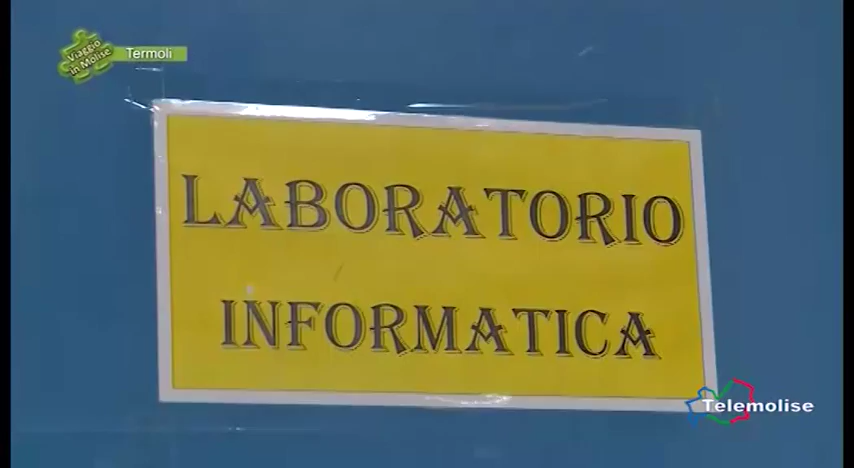 Viaggio
in Molise
Termoli
LABORATORIO
INFORMATICA
Telemolise